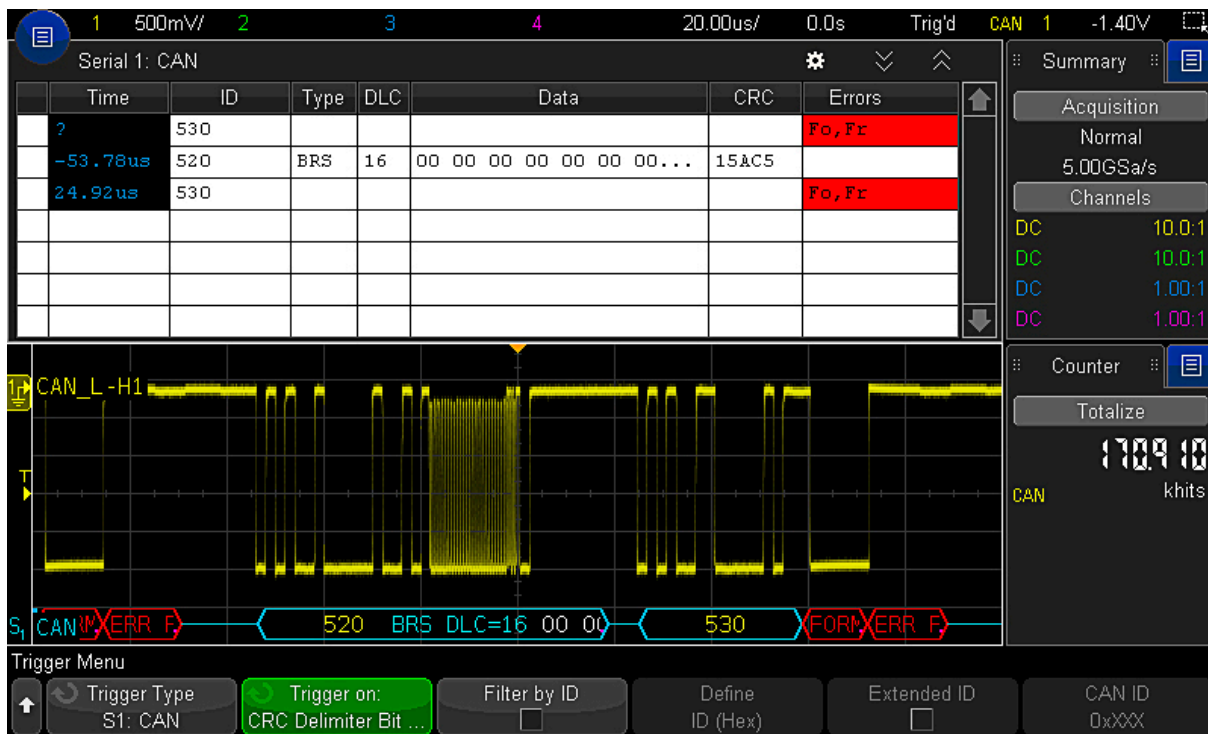 1 500mV/ 2 3 4 20.00us/ 0.0s Trig'd CAN 1 -1.40V
Serial 1: CAN
Time ID Type DLC Data CRC Errors
? 530 Fo,Fr
-53.78us 520 BRS 16 00 00 00 00 00 00 00... 15AC5
24.92us 530 Fo,Fr
Summary
Acquisition
Normal
5.00GSa/s
Channels
DC 10.0:1
DC 10.0:1
DC 1.00:1
DC 1.00:1
CAN_L-H1
T
S1 CAN ERR F 520 BRS DLC=16 00 00 530 FORM ERR F
Counter
Totalize
170.910
CAN khits
Trigger Menu
Trigger Type
S1: CAN
Trigger on:
CRC Delimiter Bit ...
Filter by ID
Define
ID (Hex)
Extended ID
CAN ID
0xXXX